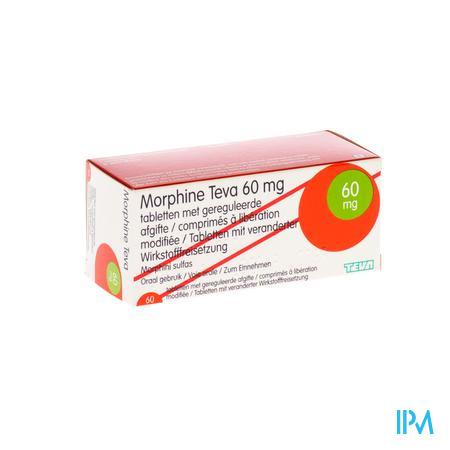 Morphine Teva 60 mg
tabletten met gereguleerde
afgifte / comprimés à libération
modifiée / Tabletten mit veränderter
Wirkstofffreisetzung
Morphini sulfas
Oraal gebruik / Voie orale / Zum Einnehmen
60
tabletten met gereguleerde afgifte / comprimés à libération
modifiée / Tabletten mit veränderter Wirkstofffreisetzung
60
mg
TEVA
Morphine Teva
IPM